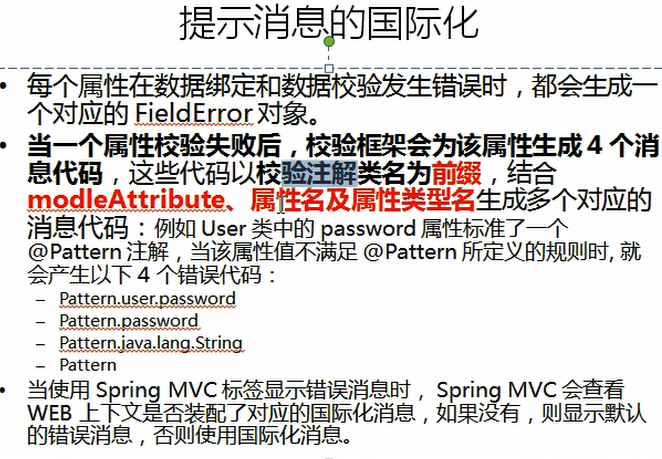 提示消息的国际化
• 每个属性在数据绑定和数据校验发生错误时，都会生成一
个对应的 FieldError 对象。
• 当一个属性校验失败后，校验框架会为该属性生成 4 个消
息代码，这些代码以校验注解类名为前缀，结合
modleAttribute、属性名及属性类型名生成多个对应的
消息代码：例如 User 类中的 password 属性标准了一个
@Pattern 注解，当该属性值不满足 @Pattern 所定义的规则时, 就
会产生以下 4 个错误代码：
– Pattern.user.password
– Pattern.password
– Pattern.java.lang.String
– Pattern
• 当使用 Spring MVC 标签显示错误消息时， Spring MVC 会查看
WEB 上下文是否装配了对应的国际化消息，如果没有，则显示默认
的错误消息，否则使用国际化消息。